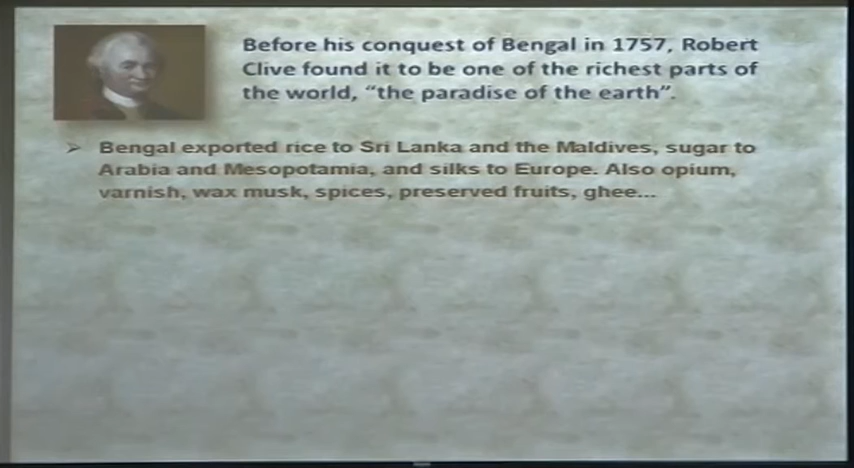 Before his conquest of Bengal in 1757, Robert
Clive found it to be one of the richest parts of
the world, “the paradise of the earth”.
➢ Bengal exported rice to Sri Lanka and the Maldives, sugar to
Arabia and Mesopotamia, and silks to Europe. Also opium,
varnish, wax musk, spices, preserved fruits, ghee...